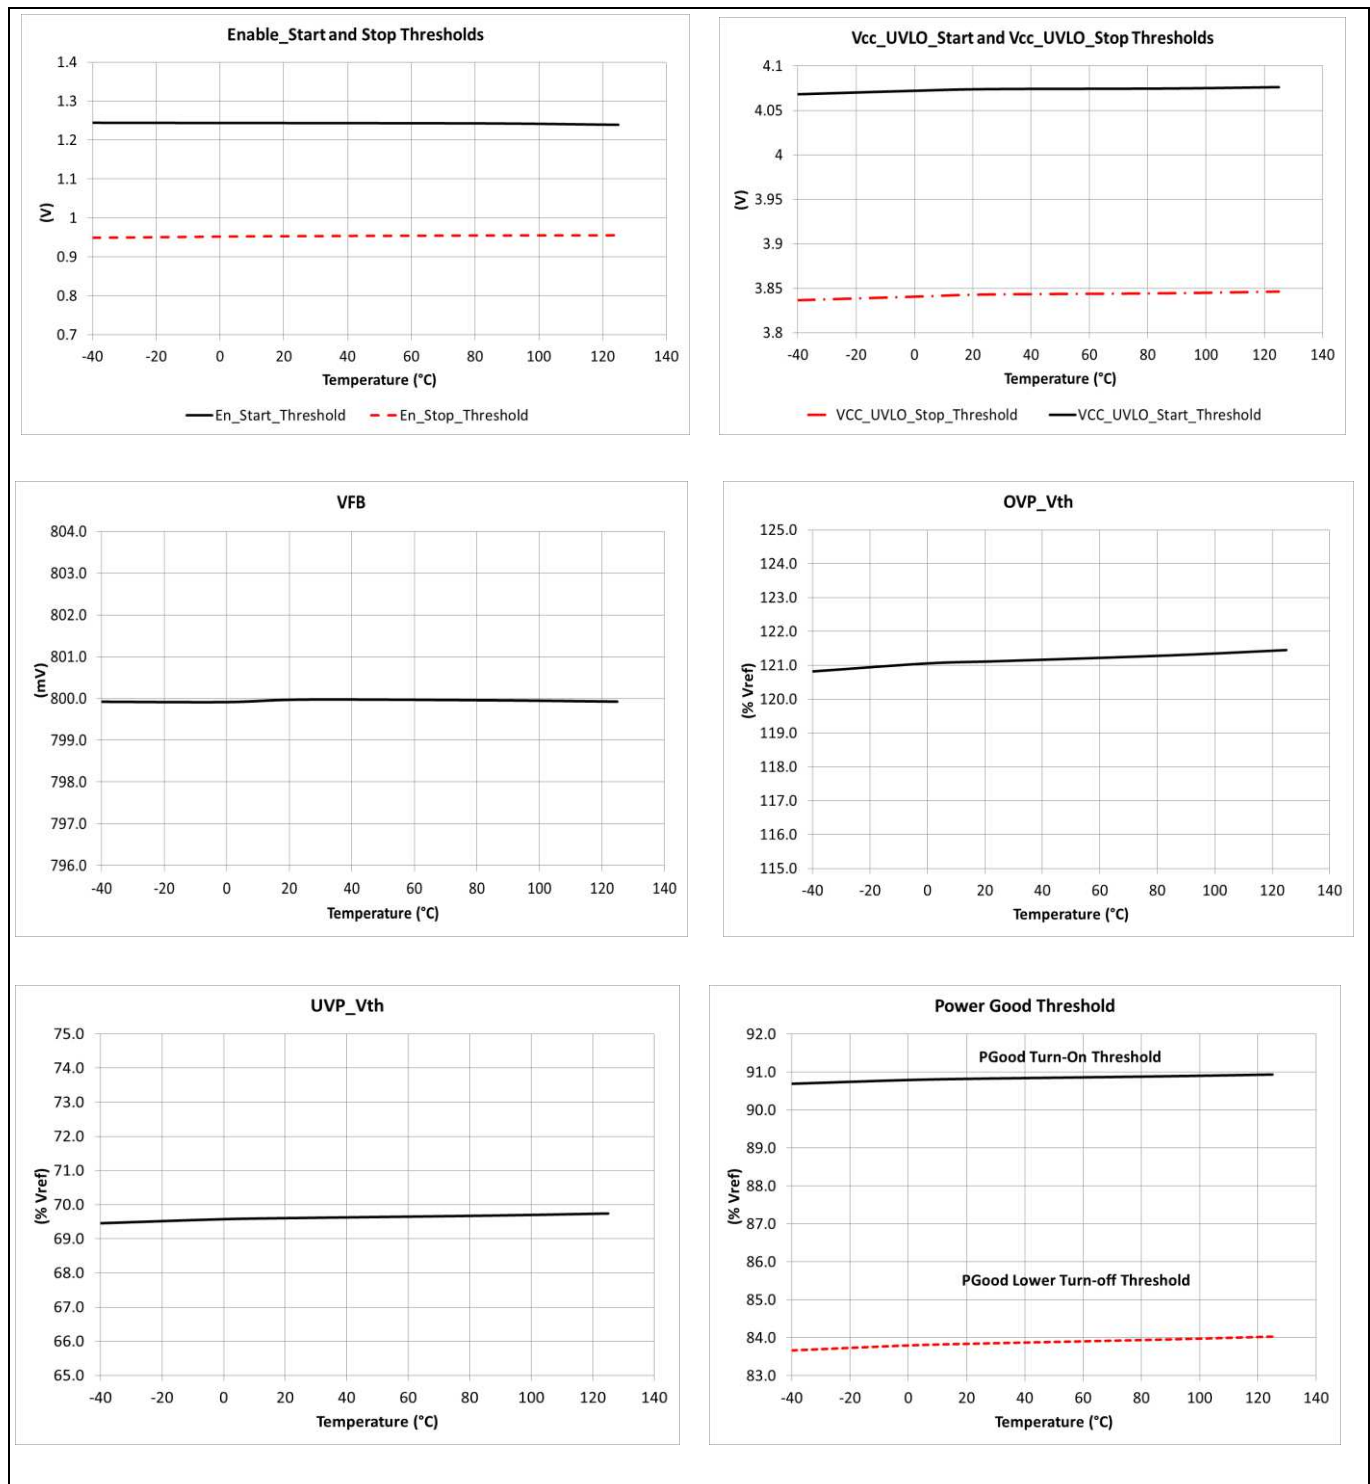 Enable_Start and Stop Thresholds
1.4
1.3
1.2
1.1
1
0.9
0.8
0.7
(V)
-40 -20 0 20 40 60 80 100 120 140
Temperature (°C)
En_Start_Threshold En_Stop_Threshold
Vcc_UVLO_Start and Vcc_UVLO_Stop Thresholds
4.1
4.05
4
3.95
3.9
3.85
3.8
(V)
-40 -20 0 20 40 60 80 100 120 140
Temperature (°C)
VCC_UVLO_Stop_Threshold VCC_UVLO_Start_Threshold
VFB
804.0
803.0
802.0
801.0
800.0
799.0
798.0
797.0
796.0
(mV)
-40 -20 0 20 40 60 80 100 120 140
Temperature (°C)
OVP_Vth
125.0
124.0
123.0
122.0
121.0
120.0
119.0
118.0
117.0
116.0
115.0
(% Vref)
-40 -20 0 20 40 60 80 100 120 140
Temperature (°C)
UVP_Vth
75.0
74.0
73.0
72.0
71.0
70.0
69.0
68.0
67.0
66.0
65.0
(% Vref)
-40 -20 0 20 40 60 80 100 120 140
Temperature (°C)
Power Good Threshold
92.0
91.0
90.0
89.0
88.0
87.0
86.0
85.0
84.0
83.0
(% Vref)
PGood Turn-On Threshold
PGood Lower Turn-off Threshold
-40 -20 0 20 40 60 80 100 120 140
Temperature (°C)